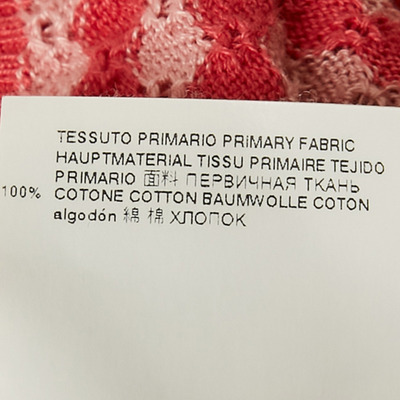 TESSUTO PRIMARIO PRIMARY FABRIC
HAUPTMATERIAL TISSU PRIMAIRE TEJIDO
PRIMARIO 面料 ПЕРВИЧНАЯ ТКАНЬ
100% COTONE COTTON BAUMWOLLE COTON
algodón 綿 棉 ХЛОПОК